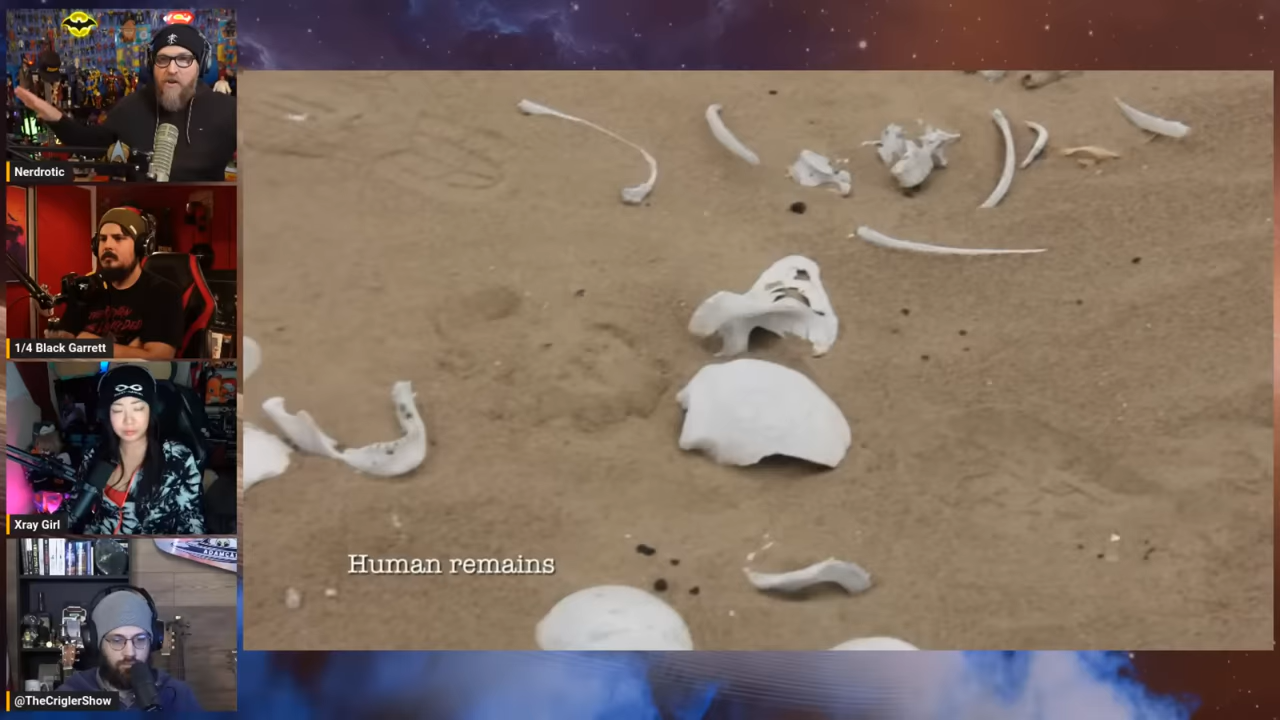 Nerdrotic
1/4 Black Garrett
Xray Girl
@TheCriglerShow
Human remains